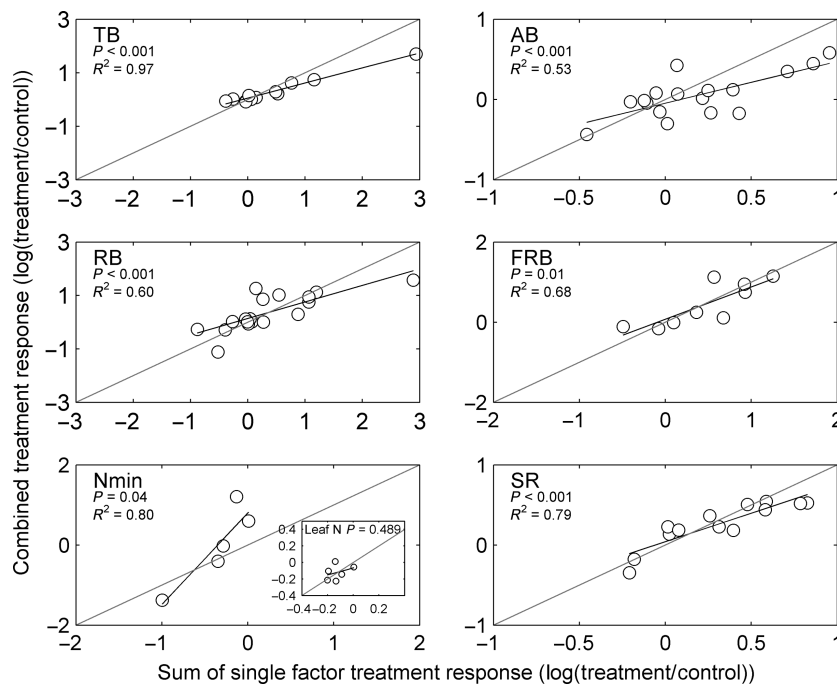 Combined treatment response (log(treatment/control))
TB
P < 0.001
R² = 0.97
3
1
−1
−3
−3 −2 −1 0 1 2 3
AB
P < 0.001
R² = 0.53
1
0
−1
−1 −0.5 0 0.5 1
RB
P < 0.001
R² = 0.60
3
1
−1
−3
−3 −2 −1 0 1 2 3
FRB
P = 0.01
R² = 0.68
2
0
−2
−2 −1 0 1 2
Nmin
P = 0.04
R² = 0.80
2
0
−2
−2 −1 0 1 2
Leaf N P = 0.489
0.4
0.2
0
−0.2
−0.4
−0.4 −0.2 0 0.2
SR
P < 0.001
R² = 0.79
1
0
−1
−1 −0.5 0 0.5 1
Sum of single factor treatment response (log(treatment/control))